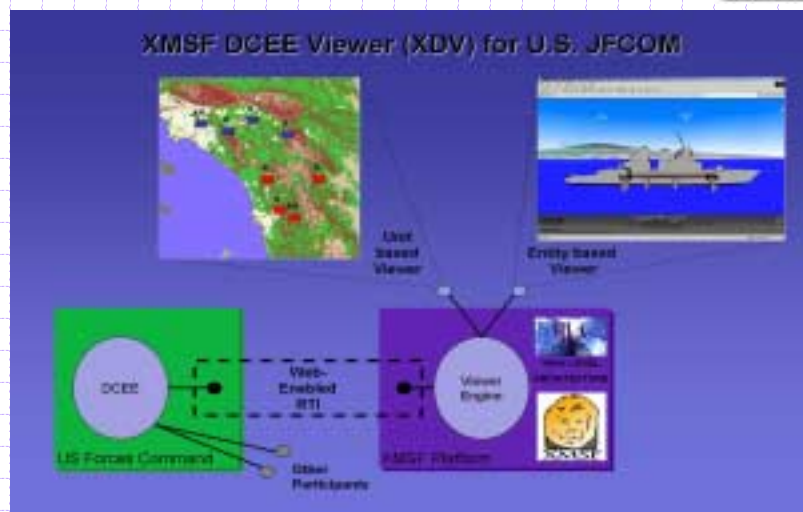 XMSF DCEE Viewer (XDV) for U.S. JFCOM
Unit
based
Viewer
Entity based
Viewer
DCEE
Web-
Enabled
RTI
Viewer
Engine
US Forces Command
Other
Participants
XMSF Platform
XMSF